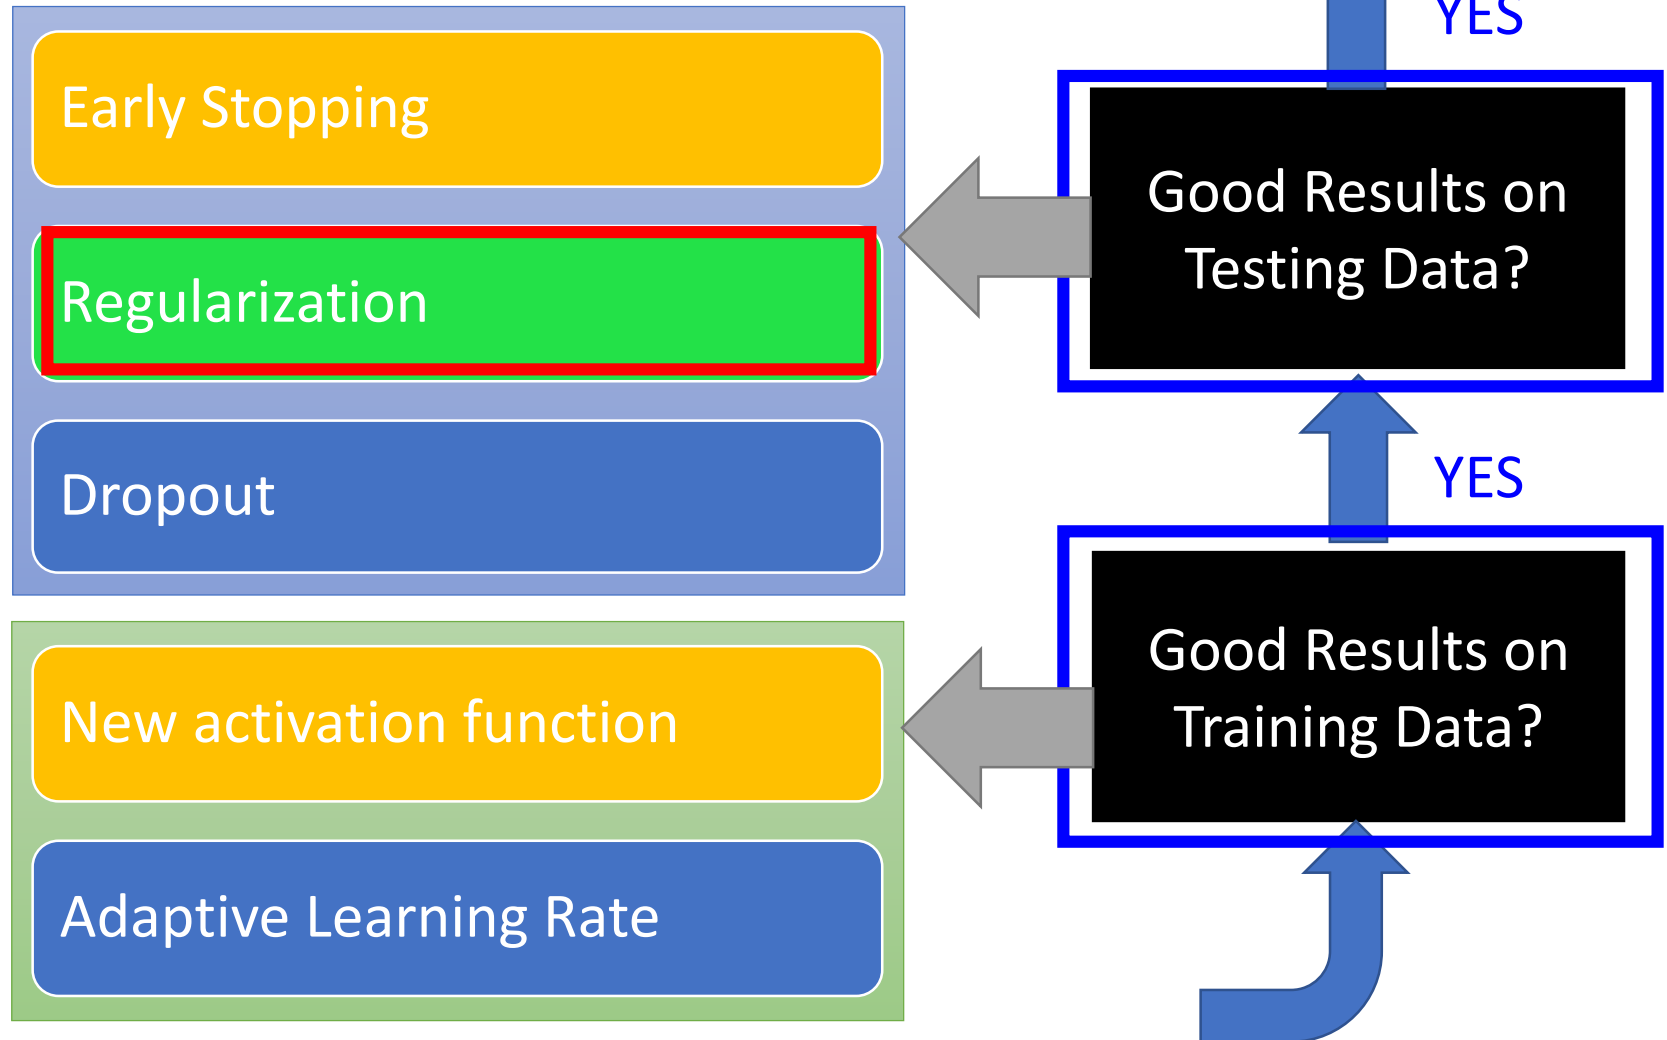 YES
Early Stopping
Regularization
Dropout
Good Results on
Testing Data?
YES
New activation function
Adaptive Learning Rate
Good Results on
Training Data?